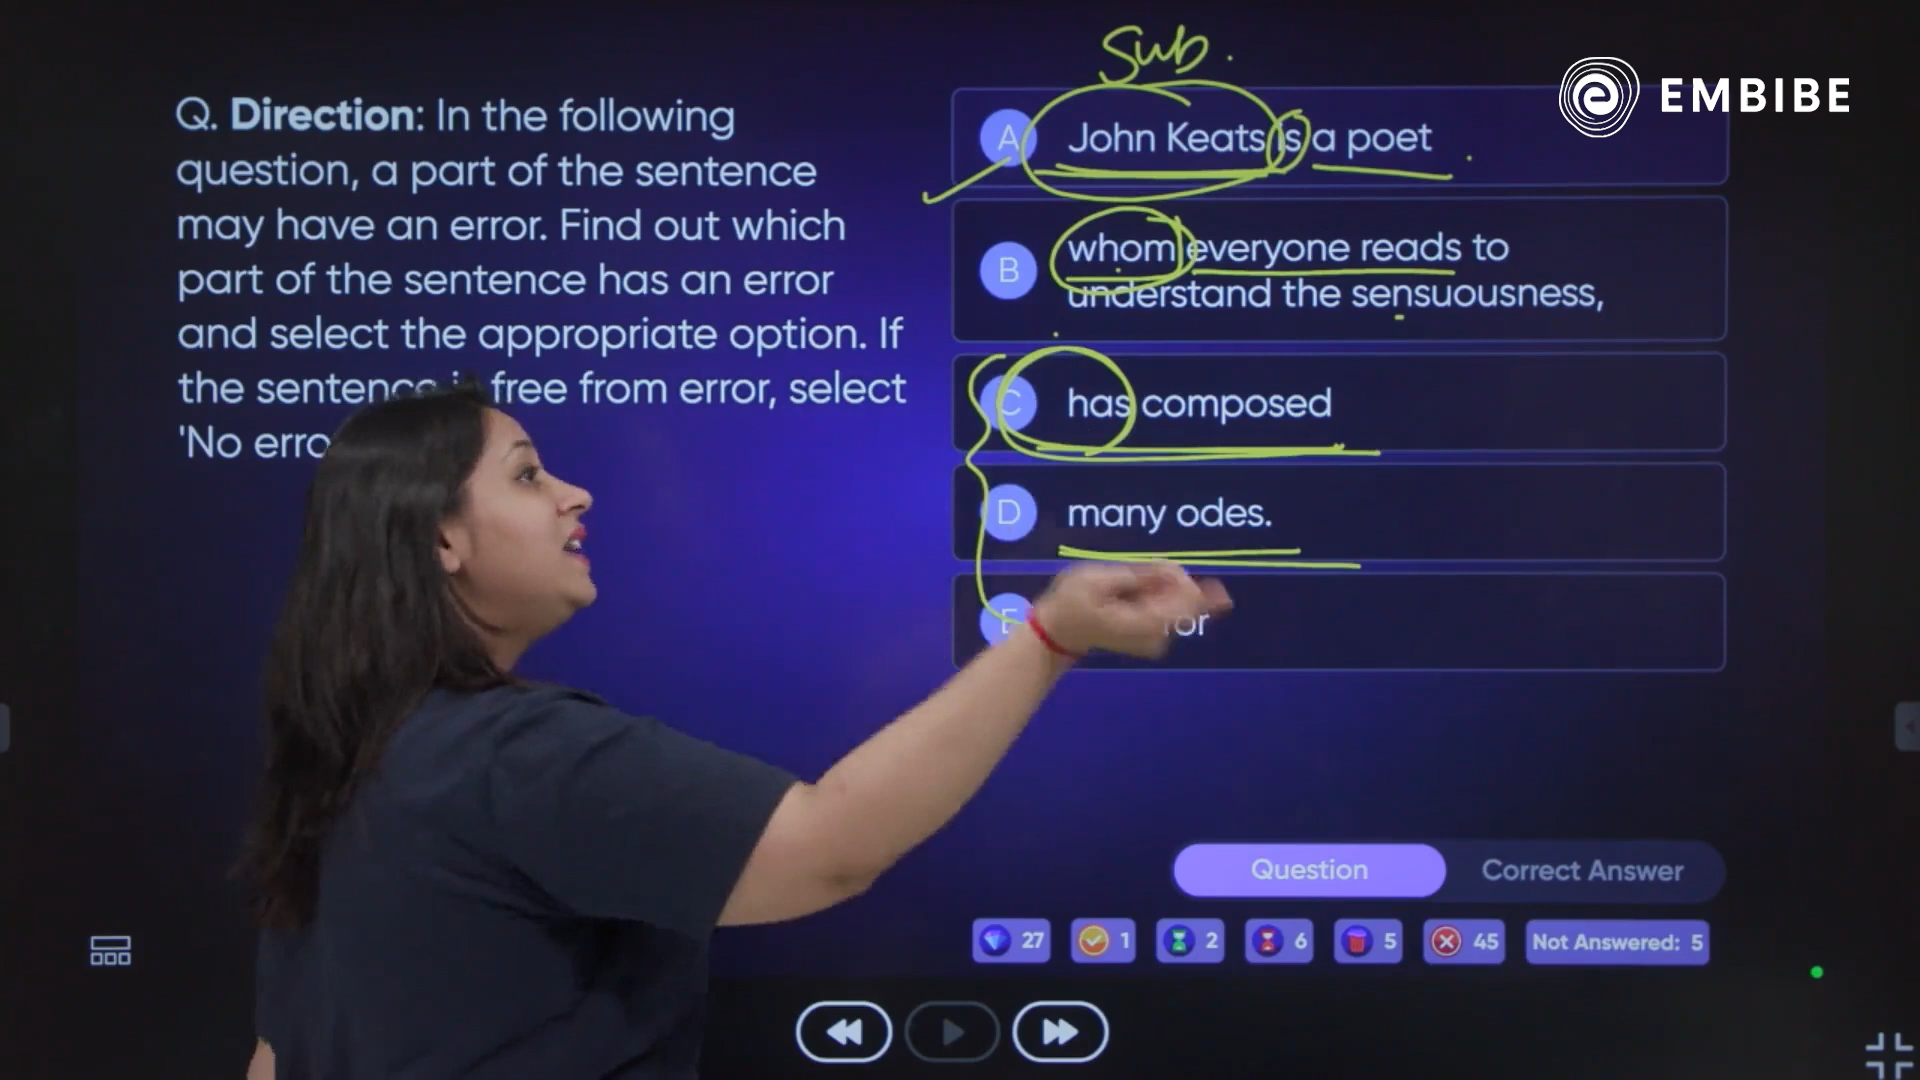 Sub.
EMBIBE
Q. Direction: In the following
question, a part of the sentence
may have an error. Find out which
part of the sentence has an error
and select the appropriate option. If
the sentence free from error, select
'No erro
A John Keats is a poet
B whom everyone reads to
understand the sensuousness,
C has composed
D many odes.
E or
Question Correct Answer
27 1 2 6 5 45 Not Answered: 5